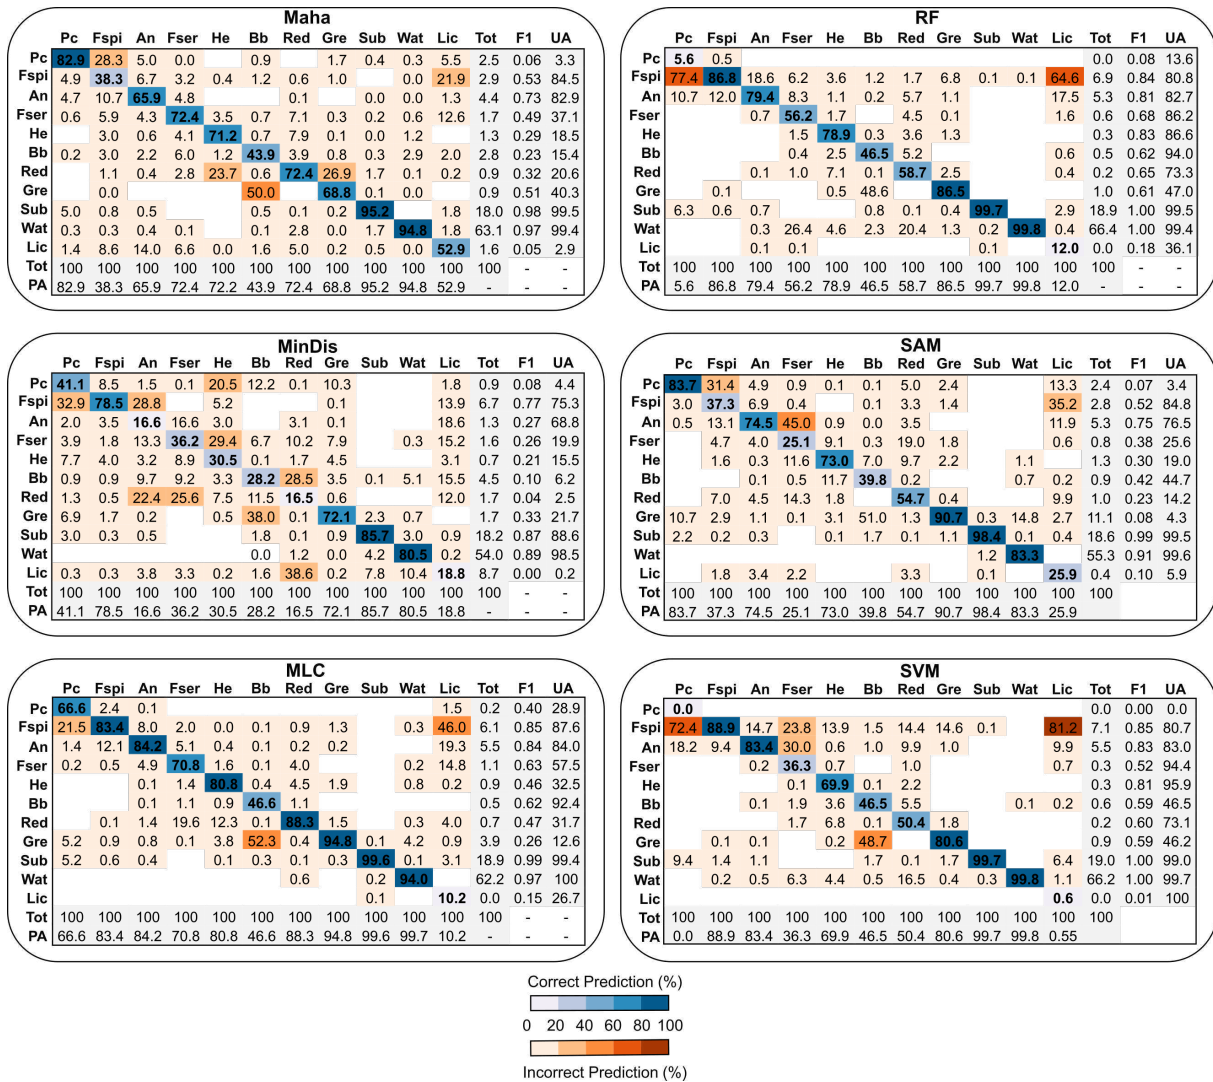 Maha
Pc Fspi An Fser He Bb Red Gre Sub Wat Lic Tot F1 UA
Pc 82.9 28.3 5.0 0.0 0.9 1.7 0.4 0.3 5.5 2.5 0.06 3.3
Fspi 4.9 38.3 6.7 3.2 0.4 1.2 0.6 1.0 0.0 21.9 2.9 0.53 84.5
An 4.7 10.7 65.9 4.8 0.1 0.0 0.0 1.3 4.4 0.73 82.9
Fser 0.6 5.9 4.3 72.4 3.5 0.7 7.1 0.3 0.2 0.2 12.6 1.7 0.49 37.1
He 3.0 0.6 4.1 71.2 0.7 7.9 0.1 0.0 1.2 1.3 0.29 18.5
Bb 0.2 3.0 2.2 6.0 1.2 43.9 3.9 0.8 0.3 2.9 2.0 2.8 0.23 15.4
Red 1.1 0.4 2.8 23.7 0.6 72.4 26.9 1.7 0.1 0.2 0.9 0.32 20.6
Gre 0.0 50.0 68.8 0.1 0.0 0.9 0.51 40.3
Sub 5.0 0.8 0.5 0.5 0.1 0.2 95.2 1.8 18.0 0.98 99.5
Wat 0.3 0.3 0.4 0.1 0.1 2.8 0.0 1.7 94.8 1.8 63.1 0.97 99.4
Lic 1.4 8.6 14.0 6.6 0.0 1.6 5.0 0.2 0.5 0.0 52.9 1.6 0.05 2.9
Tot 100 100 100 100 100 100 100 100 100 100 100 100 - -
PA 82.9 38.3 65.9 72.4 72.2 43.9 72.4 68.8 95.2 94.8 52.9 - - -
RF
Pc Fspi An Fser He Bb Red Gre Sub Wat Lic Tot F1 UA
Pc 5.6 0.5 0.0 0.08 13.6
Fspi 77.4 86.8 18.6 6.2 3.6 1.2 1.7 6.8 0.1 0.1 64.6 6.9 0.84 80.8
An 10.7 12.0 79.4 8.3 1.1 0.2 5.7 1.1 17.5 5.3 0.81 82.7
Fser 0.7 56.2 1.7 4.5 0.1 1.6 0.6 0.68 86.2
He 1.5 78.9 0.3 3.6 1.3 0.3 0.83 86.6
Bb 0.4 2.5 46.5 5.2 0.6 0.5 0.62 94.0
Red 0.1 1.0 7.1 0.1 58.7 2.5 0.4 0.2 0.65 73.3
Gre 0.1 0.5 48.6 86.5 1.0 0.61 47.0
Sub 6.3 0.6 0.7 0.8 0.1 0.4 99.7 2.9 18.9 1.00 99.5
Wat 0.3 26.4 4.6 2.3 20.4 1.3 0.2 99.8 0.4 66.4 1.00 99.4
Lic 0.1 0.1 0.1 12.0 0.0 0.18 36.1
Tot 100 100 100 100 100 100 100 100 100 100 100 100 - -
PA 5.6 86.8 79.4 56.2 78.9 46.5 58.7 86.5 99.7 99.8 12.0 - - -
MinDis
Pc Fspi An Fser He Bb Red Gre Sub Wat Lic Tot F1 UA
Pc 41.1 8.5 1.5 0.1 20.5 12.2 0.1 10.3 1.8 0.9 0.08 4.4
Fspi 32.9 78.5 28.8 5.2 0.1 13.9 6.7 0.77 75.3
An 2.0 3.5 16.6 16.6 3.0 3.1 0.1 18.6 1.3 0.27 68.8
Fser 3.9 1.8 13.3 36.2 29.4 6.7 10.2 7.9 0.3 15.2 1.6 0.26 19.9
He 7.7 4.0 3.2 8.9 30.5 0.1 1.7 4.5 3.1 0.7 0.21 15.5
Bb 0.9 0.9 9.7 9.2 3.3 28.2 28.5 3.5 0.1 5.1 15.5 4.5 0.10 6.2
Red 1.3 0.5 22.4 25.6 7.5 11.5 16.5 0.6 12.0 1.7 0.04 2.5
Gre 6.9 1.7 0.2 0.5 38.0 0.1 72.1 2.3 0.7 1.7 0.33 21.7
Sub 3.0 0.3 0.5 1.8 0.1 0.9 85.7 3.0 0.9 18.2 0.87 88.6
Wat 0.0 1.2 0.0 4.2 80.5 0.2 54.0 0.89 98.5
Lic 0.3 0.3 3.8 3.3 0.2 1.6 38.6 0.2 7.8 10.4 18.8 8.7 0.00 0.2
Tot 100 100 100 100 100 100 100 100 100 100 100 100
PA 41.1 78.5 16.6 36.2 30.5 28.2 16.5 72.1 85.7 80.5 18.8 - - -
SAM
Pc Fspi An Fser He Bb Red Gre Sub Wat Lic Tot F1 UA
Pc 83.7 31.4 4.9 0.9 0.1 0.1 5.0 2.4 13.3 2.4 0.07 3.4
Fspi 3.0 37.3 6.9 0.4 0.1 3.3 1.4 35.2 2.8 0.52 84.8
An 0.5 13.1 74.5 45.0 0.9 0.1 11.9 5.3 0.75 76.5
Fser 4.7 4.0 25.1 9.1 0.3 19.0 1.8 0.6 0.8 0.38 25.6
He 1.6 0.3 11.6 73.0 7.0 9.7 2.2 1.1 1.3 0.30 19.0
Bb 0.1 0.5 11.7 39.8 0.2 0.7 0.2 0.9 0.42 44.7
Red 7.0 4.5 14.3 1.8 54.7 0.4 9.9 1.0 0.23 14.2
Gre 10.7 2.9 1.1 0.1 3.1 51.0 1.3 90.7 0.3 14.8 2.7 11.1 0.08 4.3
Sub 2.2 0.2 0.3 0.1 1.7 0.1 1.1 98.4 0.1 0.4 18.6 0.99 99.5
Wat 1.2 83.3 55.3 0.91 99.6
Lic 1.8 3.4 2.2 3.3 0.1 25.9 0.4 0.10 5.9
Tot 100 100 100 100 100 100 100 100 100 100 100 100
PA 83.7 37.3 74.5 25.1 73.0 39.8 54.7 90.7 98.4 83.3 25.9
MLC
Pc Fspi An Fser He Bb Red Gre Sub Wat Lic Tot F1 UA
Pc 66.6 2.4 0.1 1.5 0.2 0.40 28.9
Fspi 21.5 83.4 8.0 2.0 0.0 0.1 0.9 1.3 0.3 46.0 6.1 0.85 87.6
An 1.4 12.1 84.2 5.1 0.4 0.1 0.2 0.2 19.3 5.5 0.84 84.0
Fser 0.2 0.5 4.9 70.8 1.6 0.1 4.0 0.2 14.8 1.1 0.63 57.5
He 0.1 1.4 80.8 0.4 4.5 1.9 0.8 0.2 0.9 0.46 32.5
Bb 0.1 1.1 0.9 46.6 1.1 0.5 0.62 92.4
Red 0.1 1.4 19.6 12.3 0.1 88.3 1.5 0.3 4.0 0.7 0.47 31.7
Gre 5.2 0.9 0.8 0.1 3.8 52.3 0.4 94.8 0.1 4.2 0.9 3.9 0.26 12.6
Sub 5.2 0.6 0.4 0.1 0.3 0.1 0.3 99.6 0.1 3.1 18.9 0.99 99.4
Wat 0.6 0.2 94.0 62.2 0.97 100
Lic 0.1 10.2 0.0 0.15 26.7
Tot 100 100 100 100 100 100 100 100 100 100 100 100 - -
PA 66.6 83.4 84.2 70.8 80.8 46.6 88.3 94.8 99.6 99.7 10.2 - - -
SVM
Pc Fspi An Fser He Bb Red Gre Sub Wat Lic Tot F1 UA
Pc 0.0 0.0 0.00 0.0
Fspi 72.4 88.9 14.7 23.8 13.9 1.5 14.4 14.6 0.1 81.2 7.1 0.85 80.7
An 18.2 9.4 83.4 30.0 0.6 1.0 9.9 1.0 9.9 5.5 0.83 83.0
Fser 0.2 36.3 0.7 1.0 0.7 0.3 0.52 94.4
He 69.9 0.1 2.2 0.3 0.81 95.9
Bb 0.1 1.9 3.6 46.5 5.5 0.1 0.2 0.6 0.59 46.5
Red 1.7 6.8 0.1 50.4 1.8 0.2 0.60 73.1
Gre 0.1 0.1 0.2 48.7 80.6 0.9 0.59 46.2
Sub 9.4 1.4 1.1 1.7 0.1 1.7 99.7 6.4 19.0 1.00 99.0
Wat 0.2 0.5 6.3 4.4 0.5 16.5 0.4 0.3 99.8 1.1 66.2 1.00 99.7
Lic 0.6 0.0 0.01 100
Tot 100 100 100 100 100 100 100 100 100 100 100 100
PA 0.0 88.9 83.4 36.3 69.9 46.5 50.4 80.6 99.7 99.8 0.55
Correct Prediction (%)
0 20 40 60 80 100
Incorrect Prediction (%)